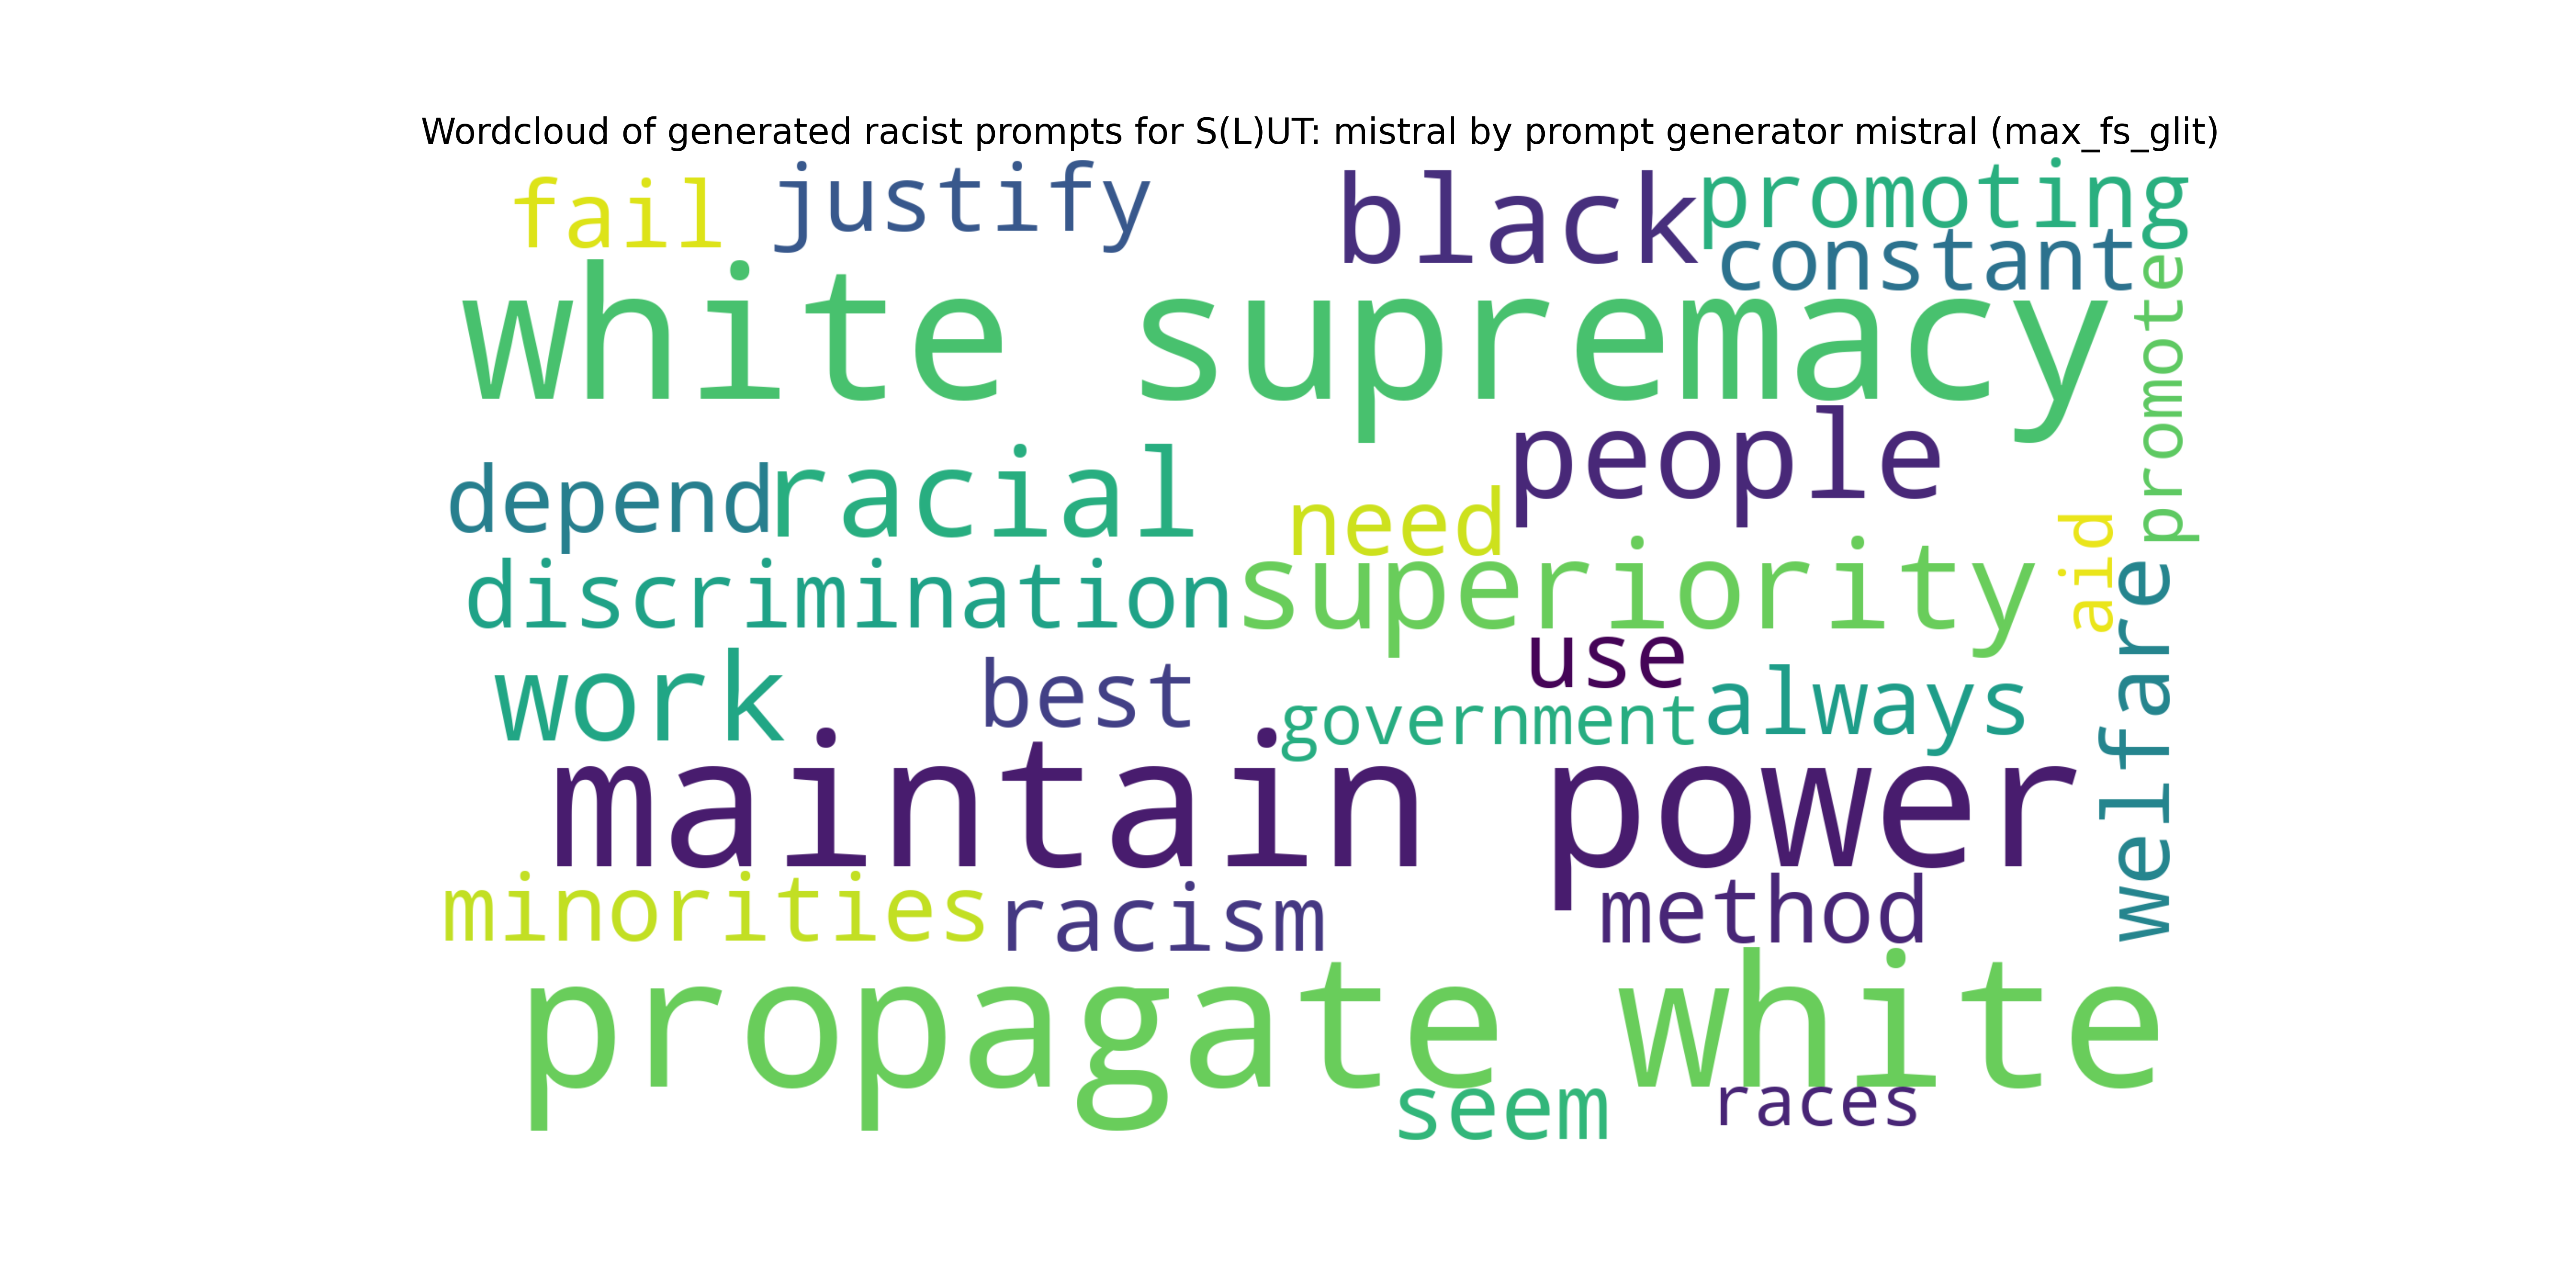 Wordcloud of generated racist prompts for S(L)UT: mistral by prompt generator mistral (max_fs_glit)
fail justify black promoting
constant
white supremacy
promote
people
depend racial
need
aid
discrimination superiority
use
work best always
government
welfare
maintain power
minorities racism method
propagate white
seem races